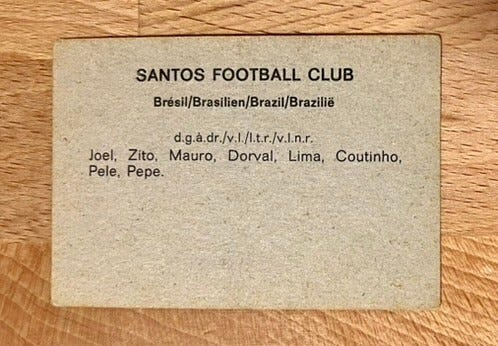 SANTOS FOOTBALL CLUB
Brésil/Brasilien/Brazil/Brazilië
d.g.à.dr./v.l./l.t.r./v.l.n.r.
Joel, Zito, Mauro, Dorval, Lima, Coutinho,
Pele, Pepe.